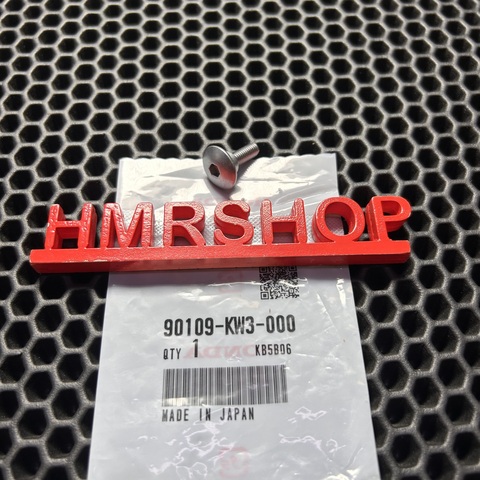 HMRSHOP
90109-KW3-000
QTY 1 KB5B06
MADE IN JAPAN